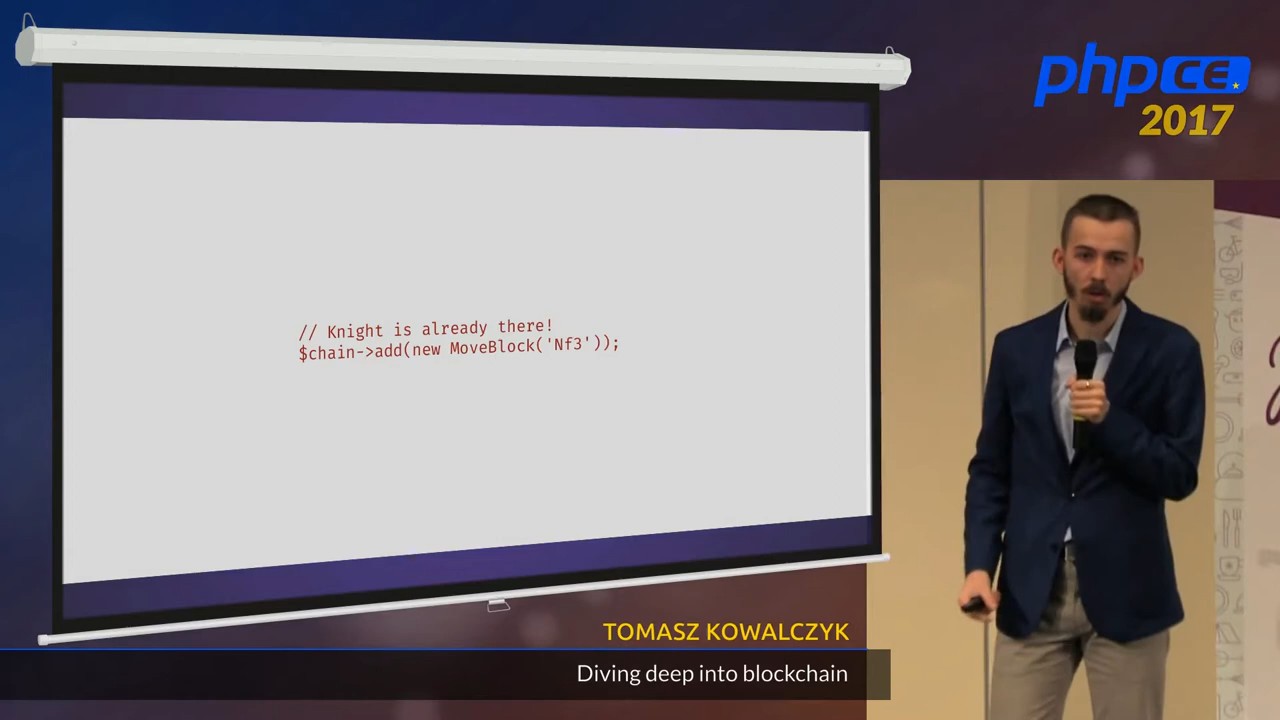 phpCE
2017
// Knight is already there!
$chain->add(new MoveBlock('Nf3'));
TOMASZ KOWALCZYK
Diving deep into blockchain